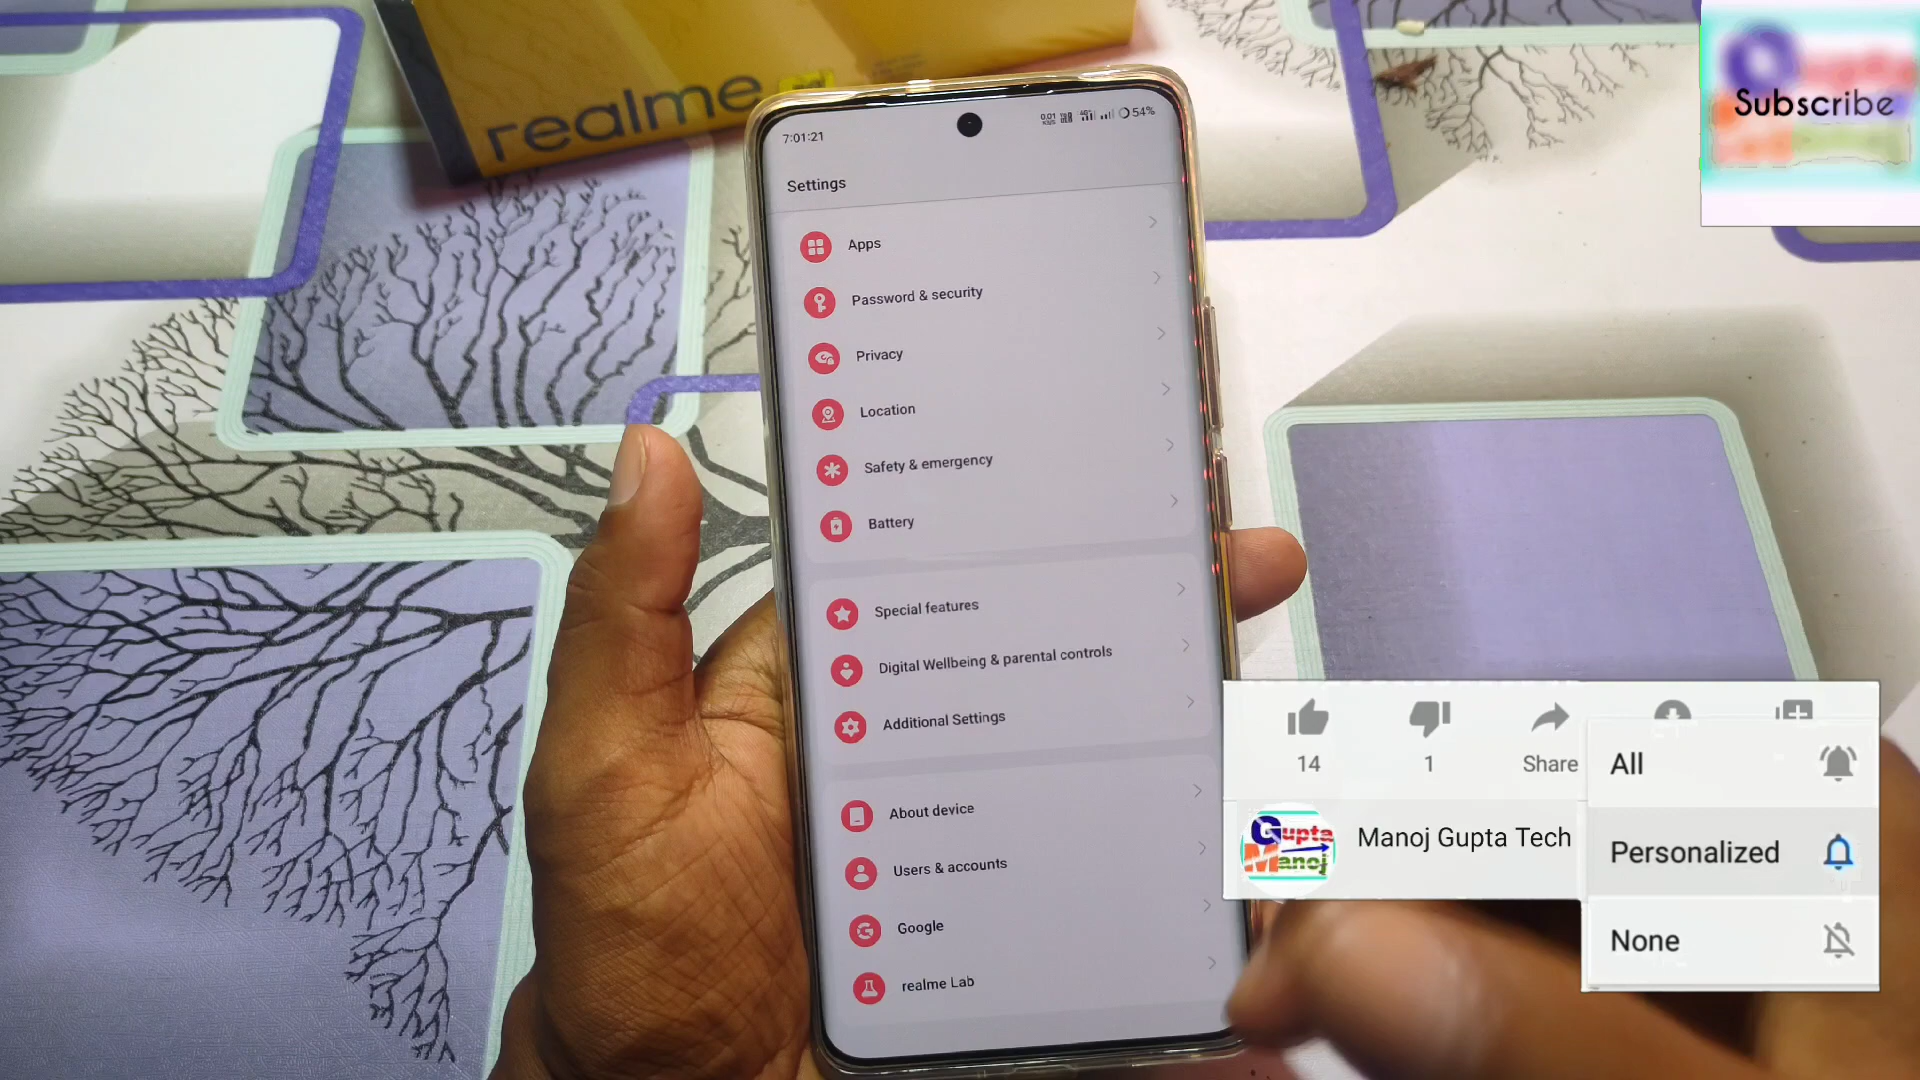 realme
7:01:21
54%
Settings
Apps
Password & security
Privacy
Location
Safety & emergency
Battery
Special features
Digital Wellbeing & parental controls
Additional Settings
About device
Users & accounts
Google
realme Lab
Subscribe
14
1
Share
All
Gupta
Manoj
Manoj Gupta Tech
Personalized
None